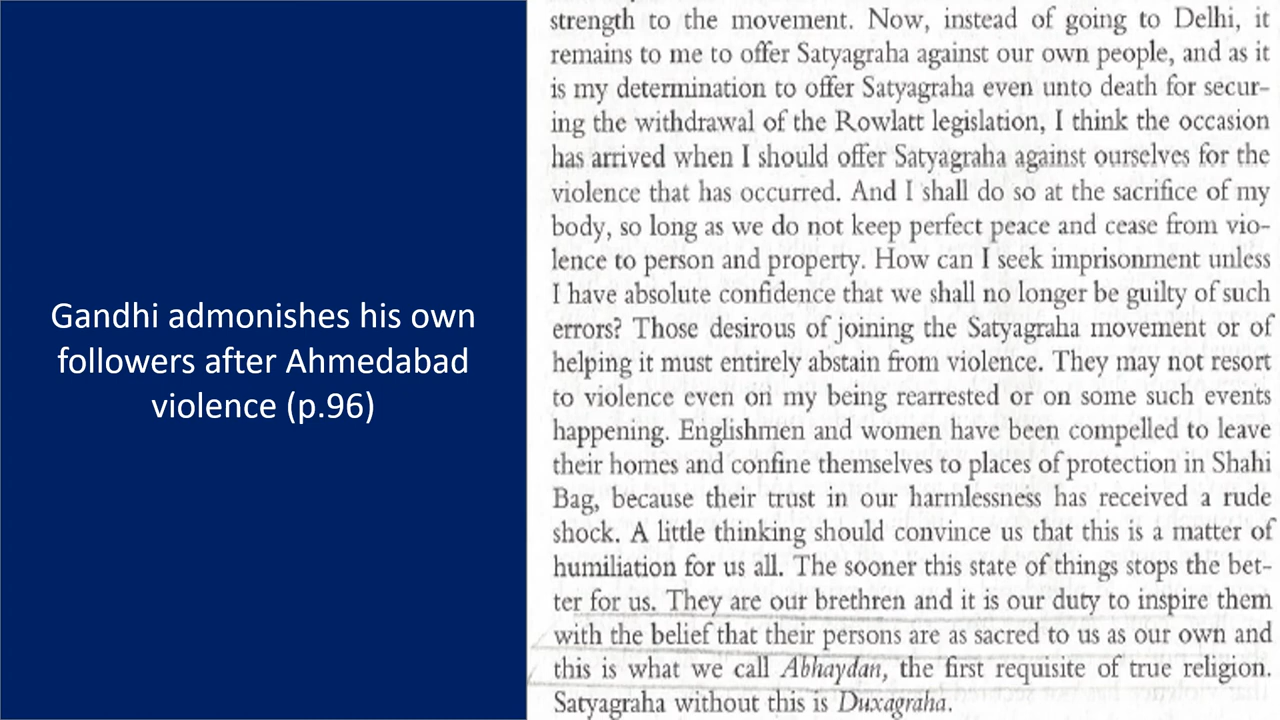 Gandhi admonishes his own
followers after Ahmedabad
violence (p.96)
strength to the movement. Now, instead of going to Delhi, it
remains to me to offer Satyagraha against our own people, and as it
is my determination to offer Satyagraha even unto death for secur-
ing the withdrawal of the Rowlatt legislation, I think the occasion
has arrived when I should offer Satyagraha against ourselves for the
violence that has occurred. And I shall do so at the sacrifice of my
body, so long as we do not keep perfect peace and cease from vio-
lence to person and property. How can I seek imprisonment unless
I have absolute confidence that we shall no longer be guilty of such
errors? Those desirous of joining the Satyagraha movement or of
helping it must entirely abstain from violence. They may not resort
to violence even on my being rearrested or on some such events
happening. Englishmen and women have been compelled to leave
their homes and confine themselves to places of protection in Shahi
Bag, because their trust in our harmlessness has received a rude
shock. A little thinking should convince us that this is a matter of
humiliation for us all. The sooner this state of things stops the bet-
ter for us. They are our brethren and it is our duty to inspire them
with the belief that their persons are as sacred to us as our own and
this is what we call Abhaydan, the first requisite of true religion.
Satyagraha without this is Duxagraha.